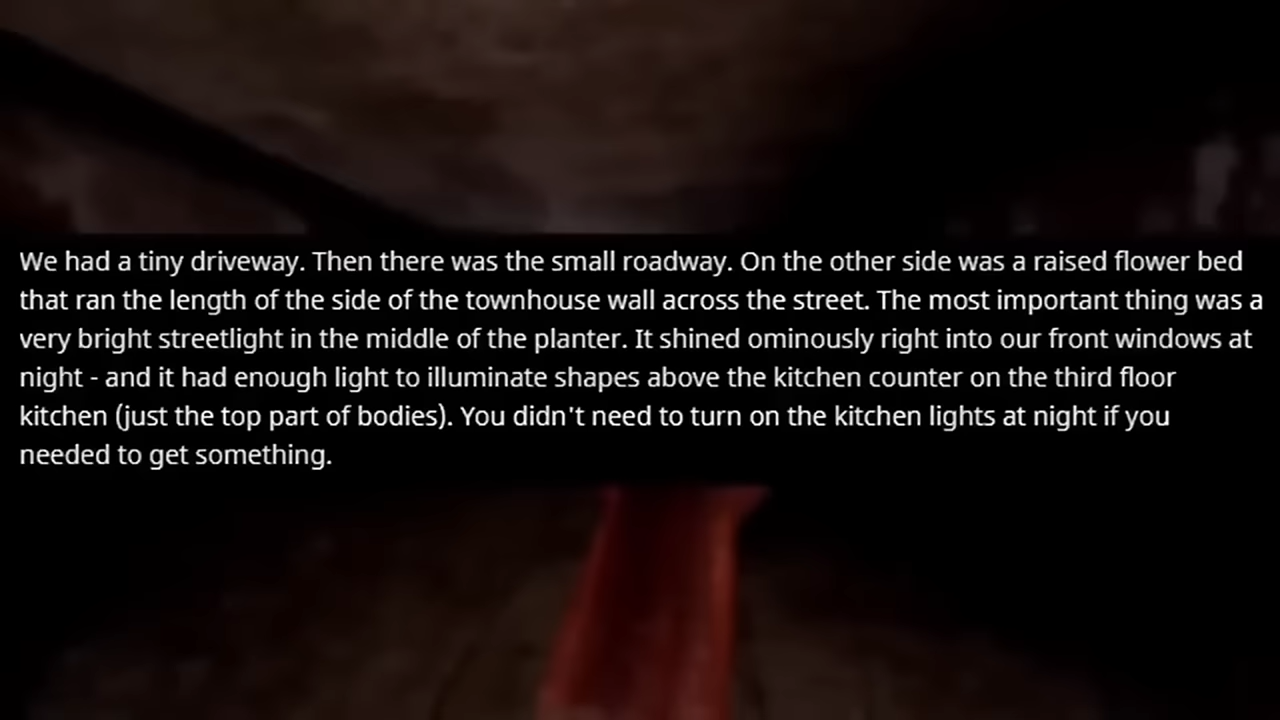 We had a tiny driveway. Then there was the small roadway. On the other side was a raised flower bed
that ran the length of the side of the townhouse wall across the street. The most important thing was a
very bright streetlight in the middle of the planter. It shined ominously right into our front windows at
night - and it had enough light to illuminate shapes above the kitchen counter on the third floor
kitchen (just the top part of bodies). You didn't need to turn on the kitchen lights at night if you
needed to get something.